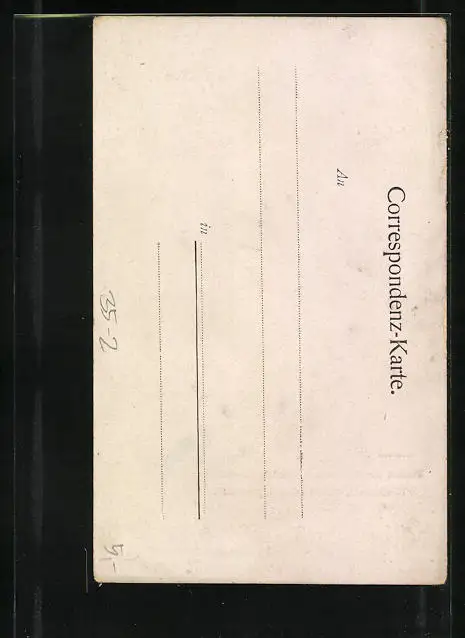 Correspondenz-Karte.
An
in
35-2
5,-